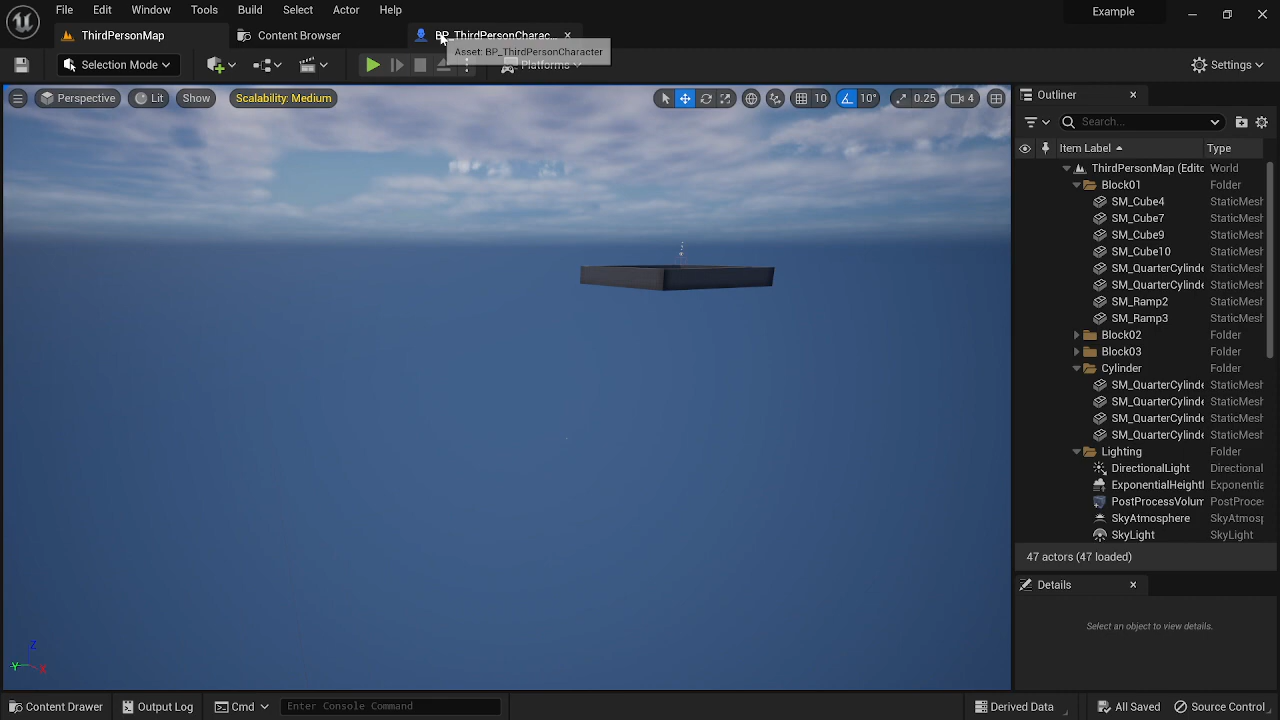 File Edit Window Tools Build Select Actor Help
Example
ThirdPersonMap
Content Browser
BP_ThirdPersonCharac...
Asset: BP_ThirdPersonCharacter
Selection Mode
Platforms
Settings
Perspective
Lit
Show
Scalability: Medium
10
10°
0.25
4
Outliner
Search...
Item Label Type
ThirdPersonMap (Edito World
Block01 Folder
SM_Cube4 StaticMesh
SM_Cube7 StaticMesh
SM_Cube9 StaticMesh
SM_Cube10 StaticMesh
SM_QuarterCylinde StaticMesh
SM_QuarterCylinde StaticMesh
SM_Ramp2 StaticMesh
SM_Ramp3 StaticMesh
Block02 Folder
Block03 Folder
Cylinder Folder
SM_QuarterCylinde StaticMesh
SM_QuarterCylinde StaticMesh
SM_QuarterCylinde StaticMesh
SM_QuarterCylinde StaticMesh
Lighting Folder
DirectionalLight Directional
ExponentialHeightF Exponentia
PostProcessVolum PostProces
SkyAtmosphere SkyAtmosp
SkyLight SkyLight
47 actors (47 loaded)
Details
Select an object to view details.
Z
Y
X
Content Drawer
Output Log
Cmd
Enter Console Command
Derived Data
All Saved
Source Control